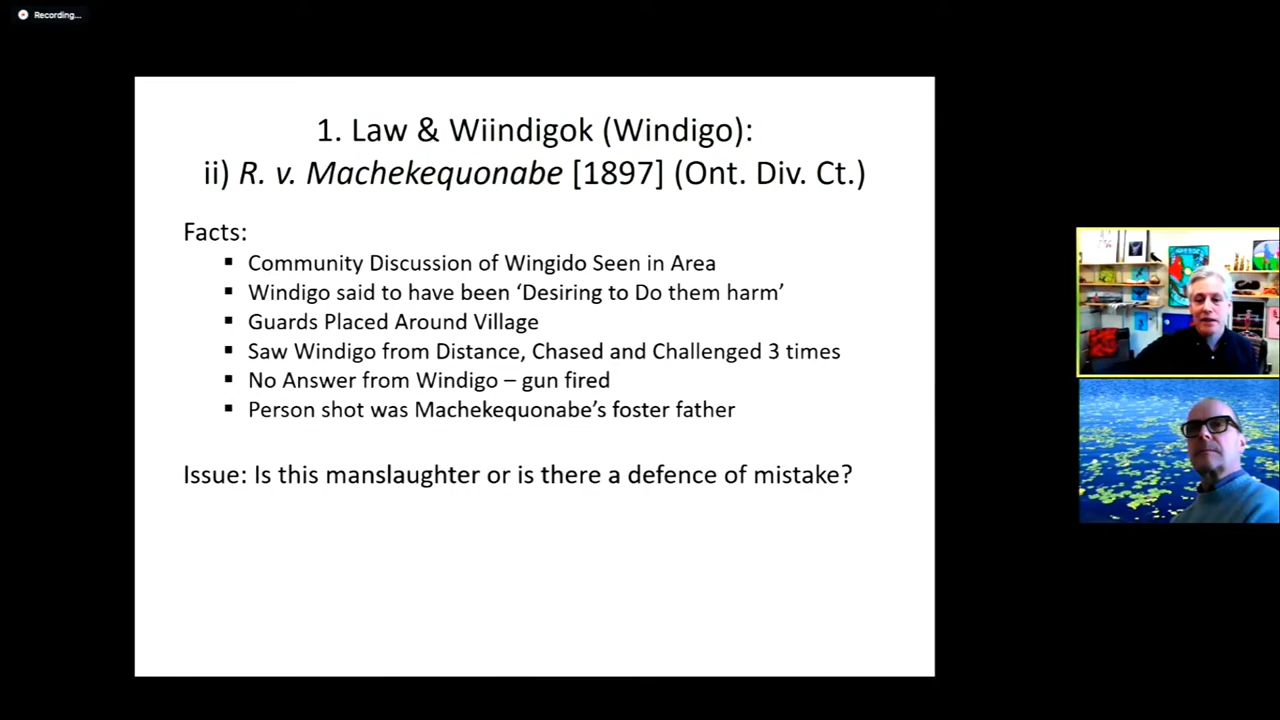 Recording...
1. Law & Wiindigok (Windigo):
ii) R. v. Machekequonabe [1897] (Ont. Div. Ct.)
Facts:
▪ Community Discussion of Wingido Seen in Area
▪ Windigo said to have been ‘Desiring to Do them harm’
▪ Guards Placed Around Village
▪ Saw Windigo from Distance, Chased and Challenged 3 times
▪ No Answer from Windigo – gun fired
▪ Person shot was Machekequonabe’s foster father
Issue: Is this manslaughter or is there a defence of mistake?